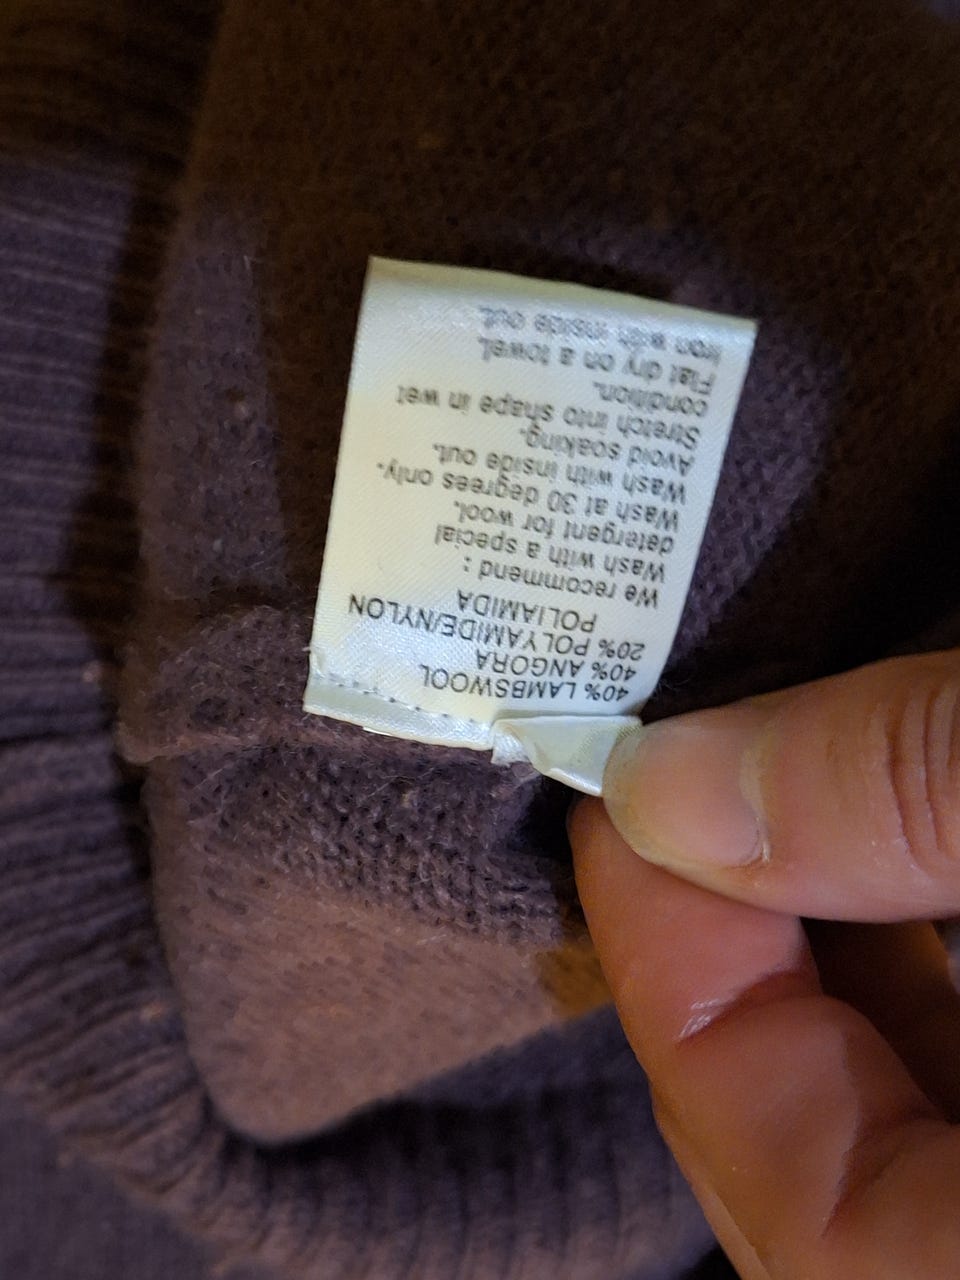 40% LAMBSWOOL
40% ANGORA
20% POLYAMIDE/NYLON
POLIAMIDA
We recommend :
Wash with a special
detergent for wool.
Wash at 30 degrees only.
Wash with inside out.
Avoid soaking.
Stretch into shape in wet
condition.
Flat dry on a towel.
Iron with inside out.